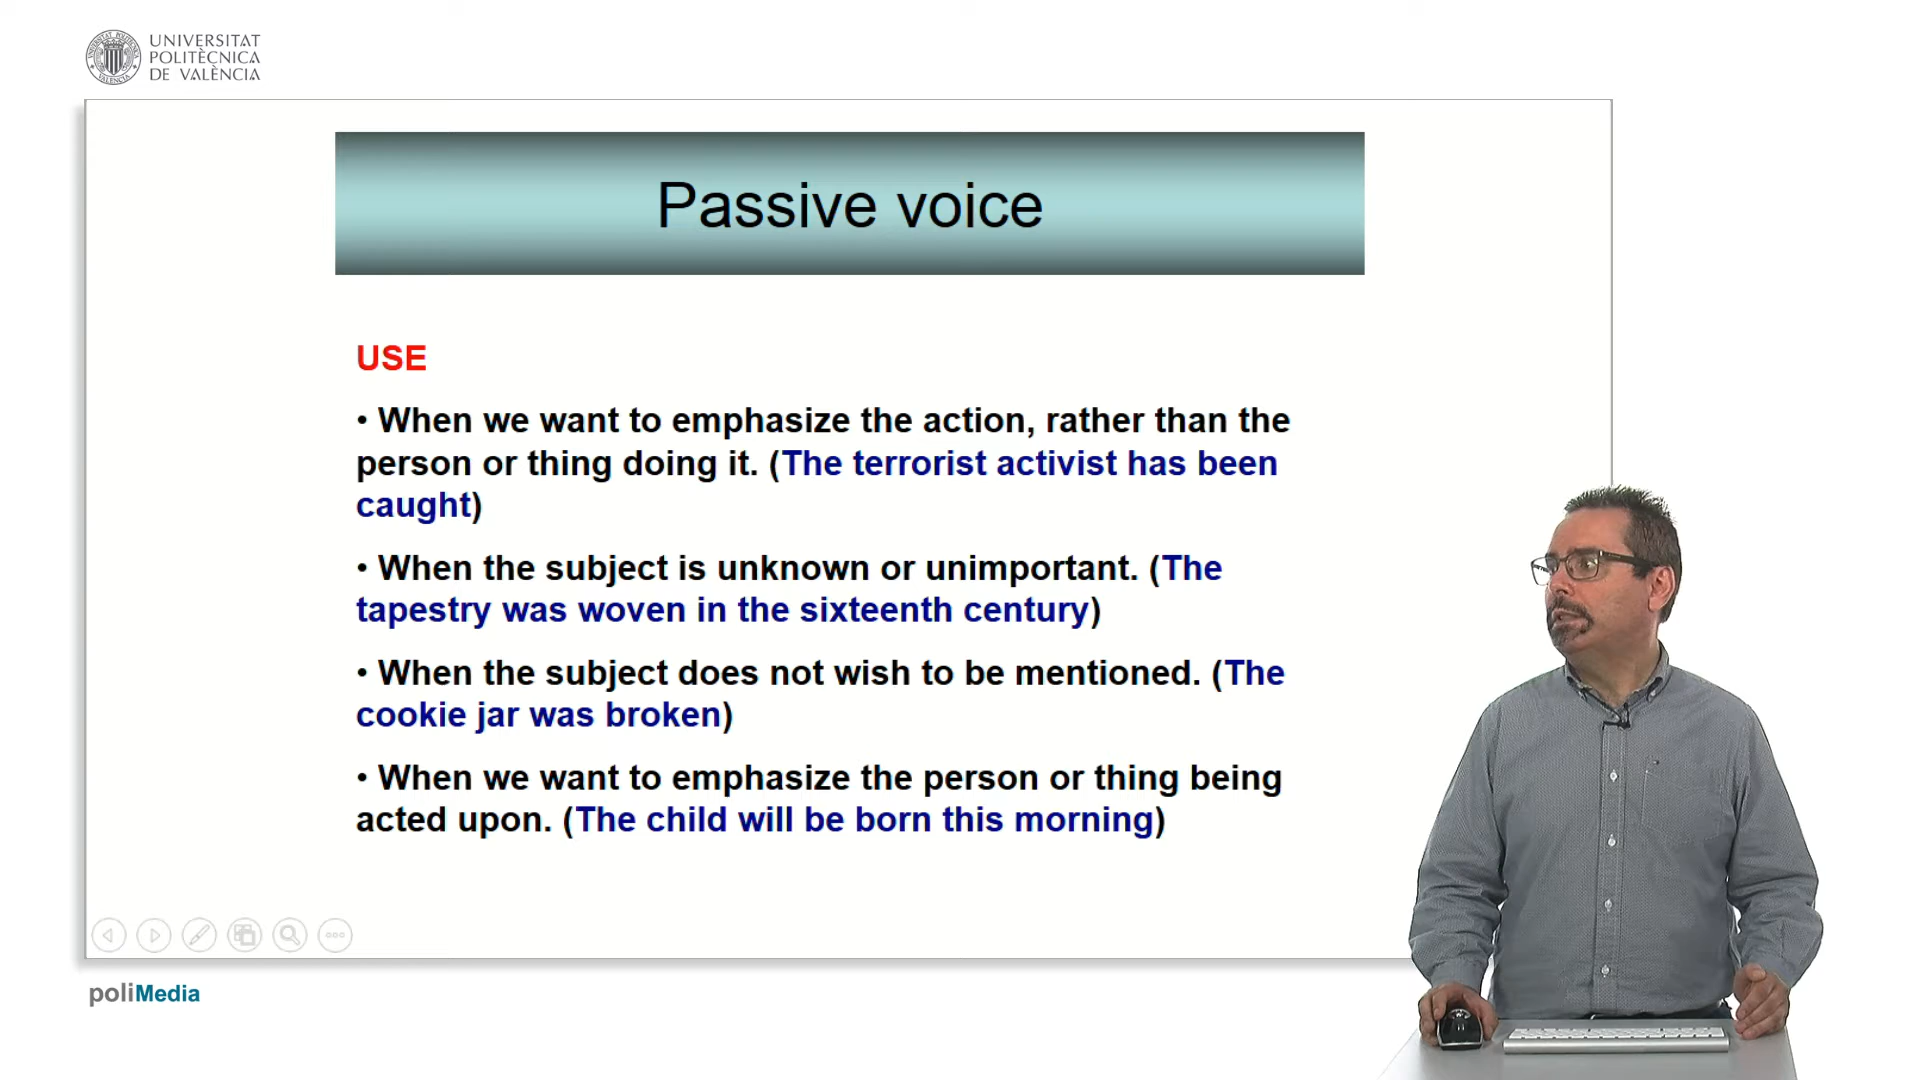 UNIVERSITAT
POLITÈCNICA
DE VALÈNCIA
Passive voice
USE
• When we want to emphasize the action, rather than the
person or thing doing it. (The terrorist activist has been
caught)
• When the subject is unknown or unimportant. (The
tapestry was woven in the sixteenth century)
• When the subject does not wish to be mentioned. (The
cookie jar was broken)
• When we want to emphasize the person or thing being
acted upon. (The child will be born this morning)
poliMedia